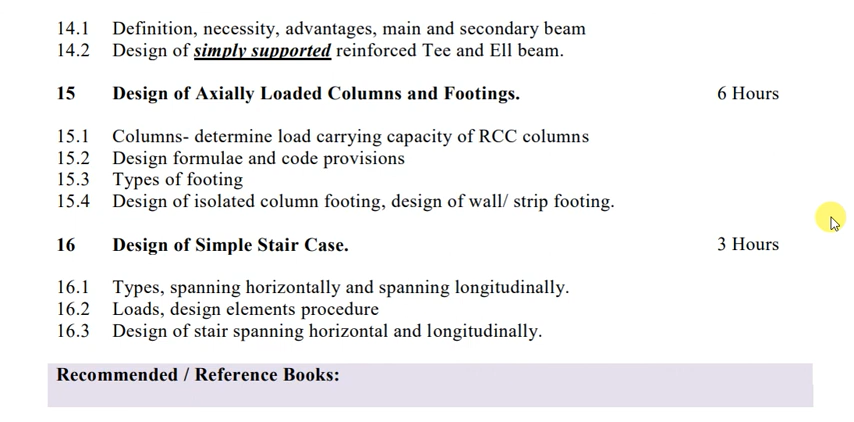 14.1 Definition, necessity, advantages, main and secondary beam
14.2 Design of simply supported reinforced Tee and Ell beam.
15 Design of Axially Loaded Columns and Footings. 6 Hours
15.1 Columns- determine load carrying capacity of RCC columns
15.2 Design formulae and code provisions
15.3 Types of footing
15.4 Design of isolated column footing, design of wall/ strip footing.
16 Design of Simple Stair Case. 3 Hours
16.1 Types, spanning horizontally and spanning longitudinally.
16.2 Loads, design elements procedure
16.3 Design of stair spanning horizontal and longitudinally.
Recommended / Reference Books: